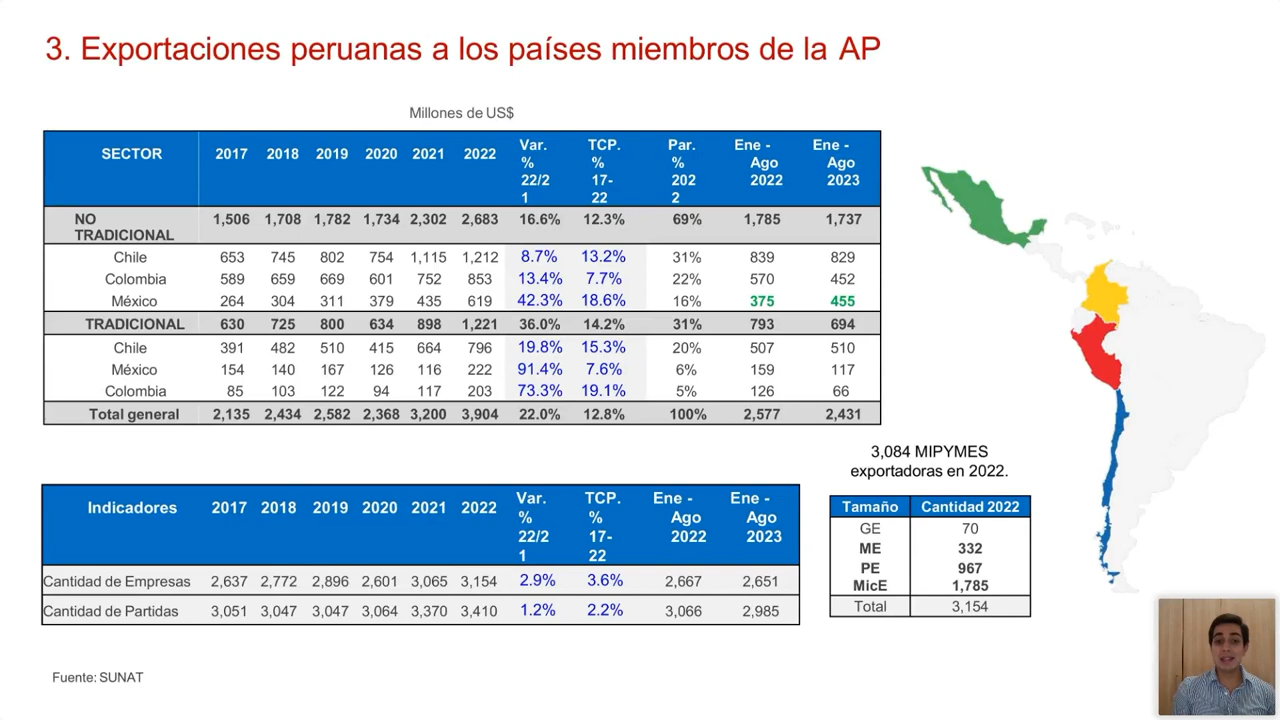 3. Exportaciones peruanas a los países miembros de la AP
Millones de US$
SECTOR 2017 2018 2019 2020 2021 2022 Var. % 22/21 TCP. % 17-22 Par. % 2022 Ene - Ago 2022 Ene - Ago 2023
NO TRADICIONAL 1,506 1,708 1,782 1,734 2,302 2,683 16.6% 12.3% 69% 1,785 1,737
Chile 653 745 802 754 1,115 1,212 8.7% 13.2% 31% 839 829
Colombia 589 659 669 601 752 853 13.4% 7.7% 22% 570 452
México 264 304 311 379 435 619 42.3% 18.6% 16% 375 455
TRADICIONAL 630 725 800 634 898 1,221 36.0% 14.2% 31% 793 694
Chile 391 482 510 415 664 796 19.8% 15.3% 20% 507 510
México 154 140 167 126 116 222 91.4% 7.6% 6% 159 117
Colombia 85 103 122 94 117 203 73.3% 19.1% 5% 126 66
Total general 2,135 2,434 2,582 2,368 3,200 3,904 22.0% 12.8% 100% 2,577 2,431
Indicadores 2017 2018 2019 2020 2021 2022 Var. % 22/21 TCP. % 17-22 Ene - Ago 2022 Ene - Ago 2023
Cantidad de Empresas 2,637 2,772 2,896 2,601 3,065 3,154 2.9% 3.6% 2,667 2,651
Cantidad de Partidas 3,051 3,047 3,047 3,064 3,370 3,410 1.2% 2.2% 3,066 2,985
3,084 MIPYMES
exportadoras en 2022.
Tamaño Cantidad 2022
GE 70
ME 332
PE 967
MicE 1,785
Total 3,154
Fuente: SUNAT